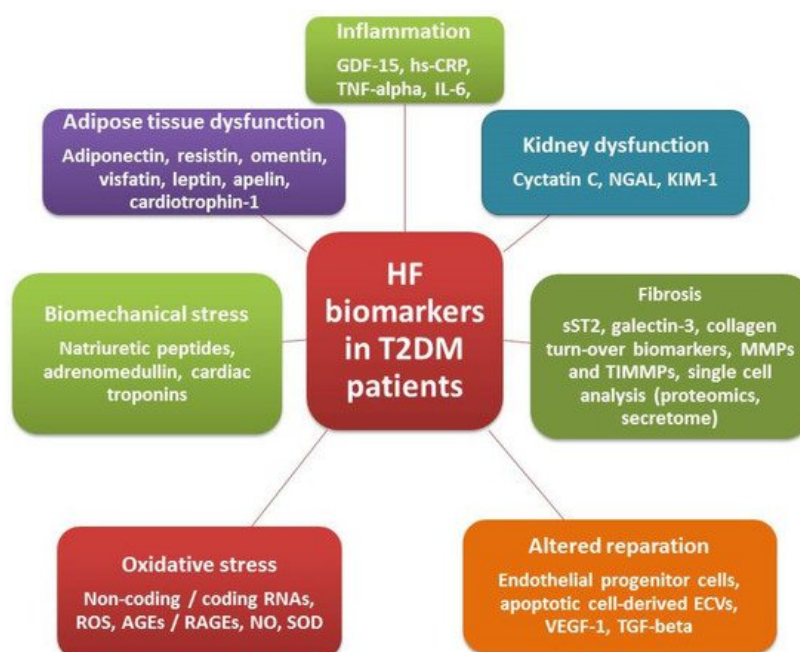 Inflammation
GDF-15, hs-CRP,
TNF-alpha, IL-6,
Adipose tissue dysfunction
Adiponectin, resistin, omentin,
visfatin, leptin, apelin,
cardiotrophin-1
Kidney dysfunction
Cyctatin C, NGAL, KIM-1
HF
biomarkers
in T2DM
patients
Biomechanical stress
Natriuretic peptides,
adrenomedullin, cardiac
troponins
Fibrosis
sST2, galectin-3, collagen
turn-over biomarkers, MMPs
and TIMMPs, single cell
analysis (proteomics,
secretome)
Oxidative stress
Non-coding / coding RNAs,
ROS, AGEs / RAGEs, NO, SOD
Altered reparation
Endothelial progenitor cells,
apoptotic cell-derived ECVs,
VEGF-1, TGF-beta